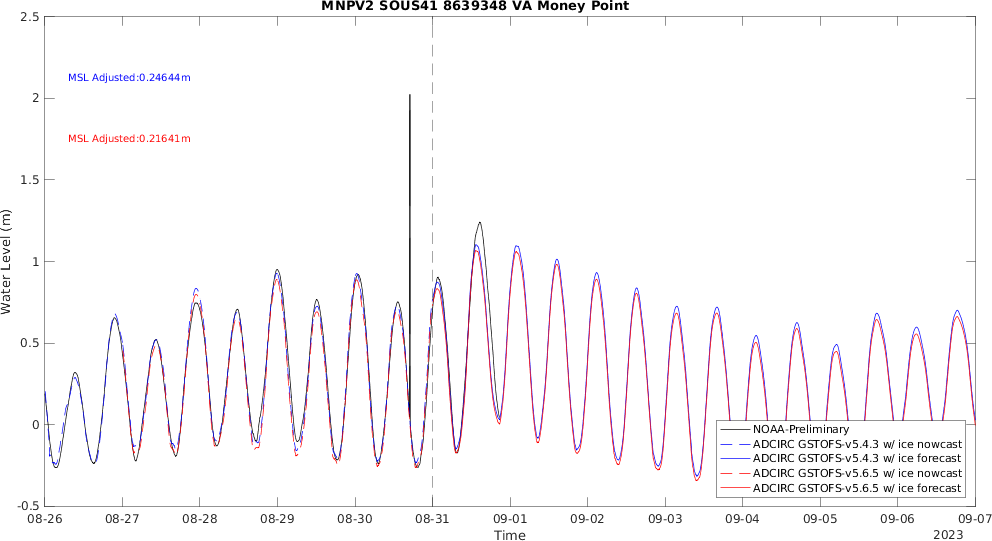 MNPV2 SOUS41 8639348 VA Money Point
2.5
2
1.5
1
0.5
0
-0.5
Water Level (m)
MSL Adjusted:0.24644m
MSL Adjusted:0.21641m
NOAA-Preliminary
ADCIRC GSTOFS-v5.4.3 w/ ice nowcast
ADCIRC GSTOFS-v5.4.3 w/ ice forecast
ADCIRC GSTOFS-v5.6.5 w/ ice nowcast
ADCIRC GSTOFS-v5.6.5 w/ ice forecast
08-26 08-27 08-28 08-29 08-30 08-31 09-01 09-02 09-03 09-04 09-05 09-06 09-07
Time
2023